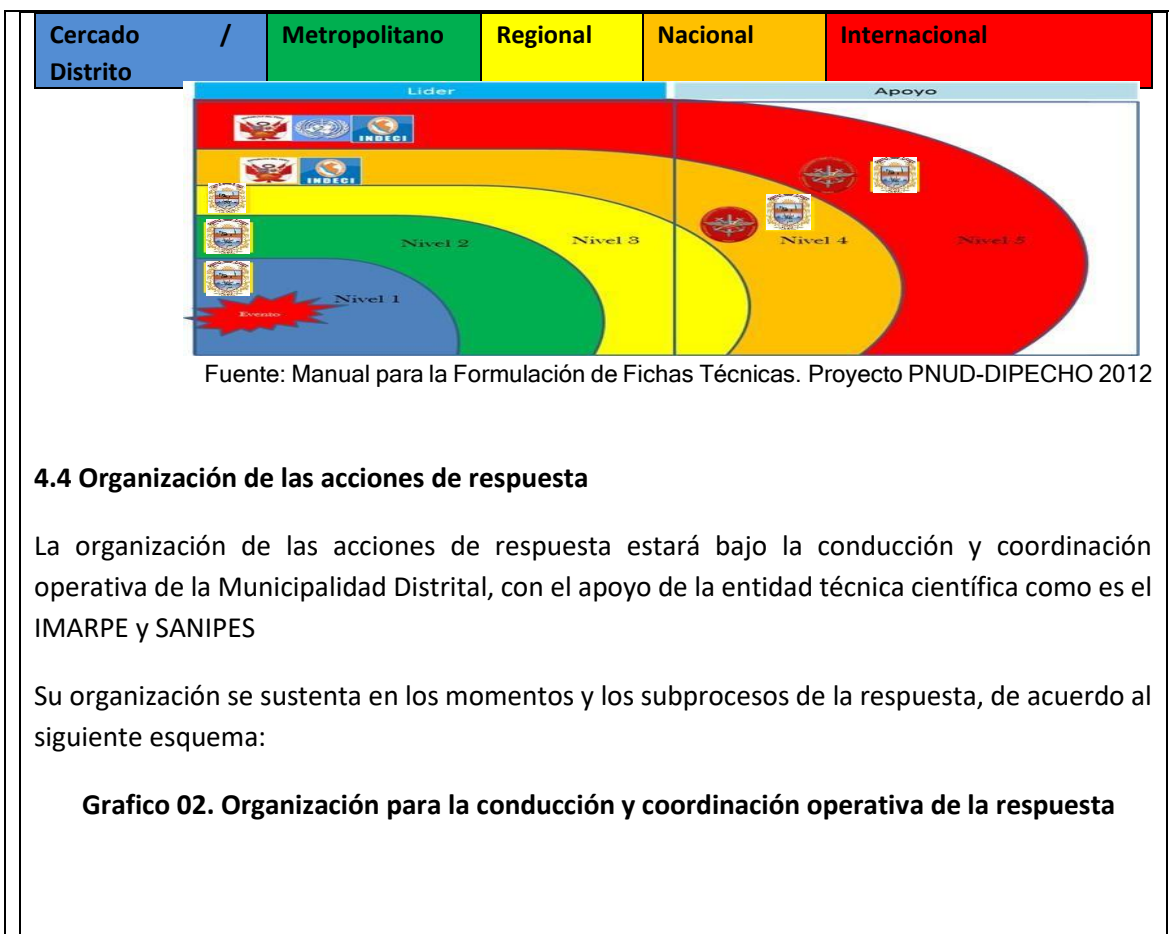 Cercado / Distrito
Metropolitano
Regional
Nacional
Internacional
Lider
Apoyo
INDECI
INDECI
Nivel 1
Nivel 2
Nivel 3
Nivel 4
Nivel 5
Evento
Fuente: Manual para la Formulación de Fichas Técnicas. Proyecto PNUD-DIPECHO 2012
4.4 Organización de las acciones de respuesta
La organización de las acciones de respuesta estará bajo la conducción y coordinación
operativa de la Municipalidad Distrital, con el apoyo de la entidad técnica científica como es el
IMARPE y SANIPES
Su organización se sustenta en los momentos y los subprocesos de la respuesta, de acuerdo al
siguiente esquema:
Grafico 02. Organización para la conducción y coordinación operativa de la respuesta